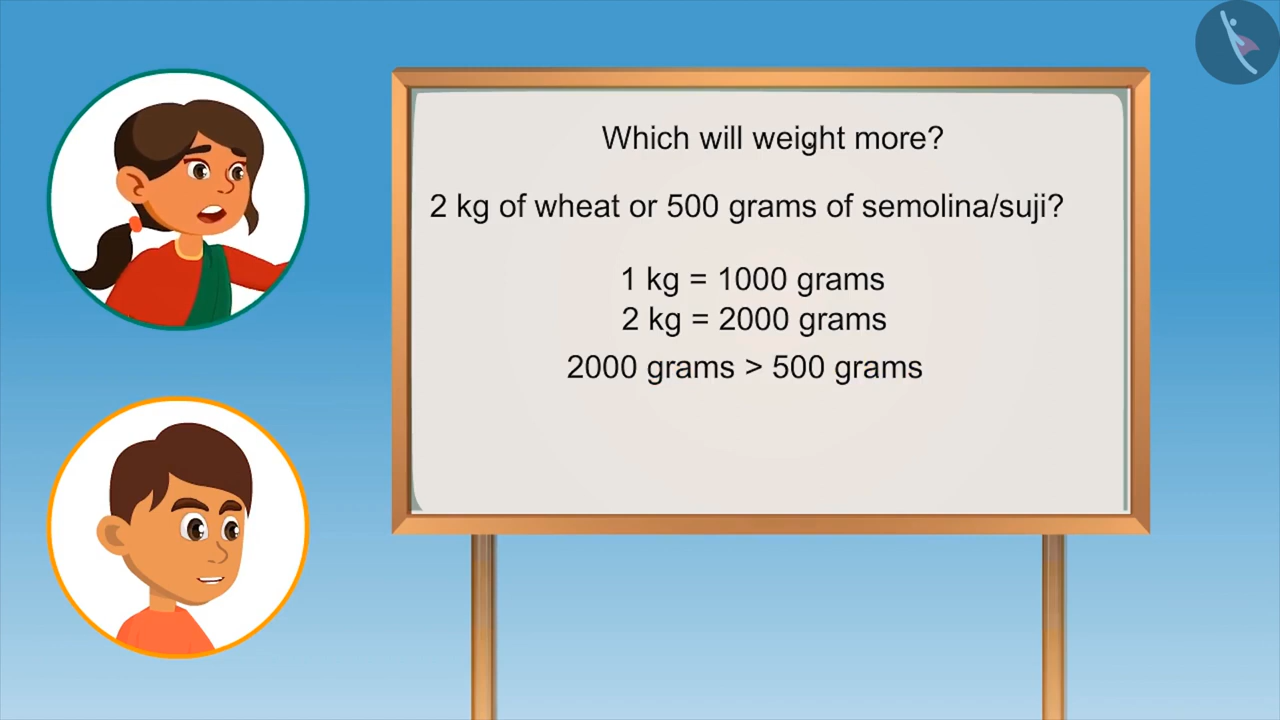 Which will weight more?
2 kg of wheat or 500 grams of semolina/suji?
1 kg = 1000 grams
2 kg = 2000 grams
2000 grams > 500 grams